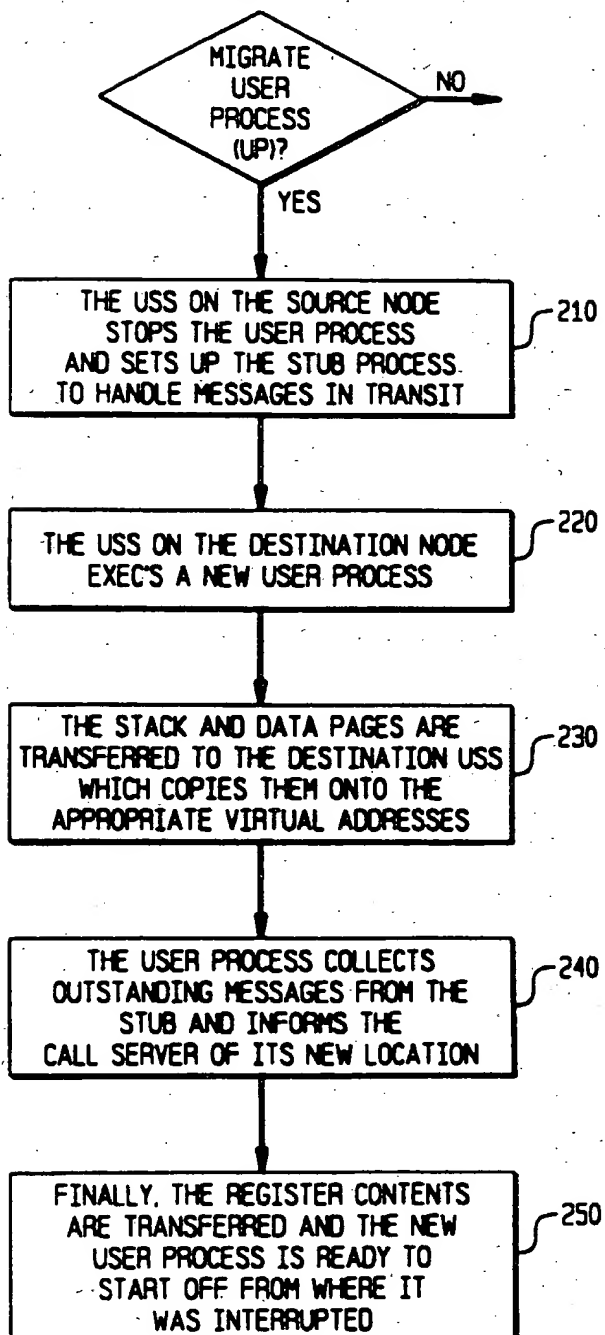 MIGRATE
USER
PROCESS
(UP)?
NO
YES
THE USS ON THE SOURCE NODE
STOPS THE USER PROCESS
AND SETS UP THE STUB PROCESS
TO HANDLE MESSAGES IN TRANSIT
210
THE USS ON THE DESTINATION NODE
EXEC'S A NEW USER PROCESS
220
THE STACK AND DATA PAGES ARE
TRANSFERRED TO THE DESTINATION USS
WHICH COPIES THEM ONTO THE
APPROPRIATE VIRTUAL ADDRESSES
230
THE USER PROCESS COLLECTS
OUTSTANDING MESSAGES FROM THE
STUB AND INFORMS THE
CALL SERVER OF ITS NEW LOCATION
240
FINALLY, THE REGISTER CONTENTS
ARE TRANSFERRED AND THE NEW
USER PROCESS IS READY TO
START OFF FROM WHERE IT
WAS INTERRUPTED
250